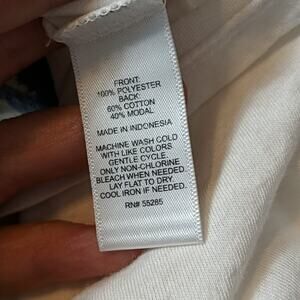 FRONT:
100% POLYESTER
BACK:
60% COTTON
40% MODAL
MADE IN INDONESIA
MACHINE WASH COLD
WITH LIKE COLORS
GENTLE CYCLE.
ONLY NON-CHLORINE
BLEACH WHEN NEEDED.
LAY FLAT TO DRY.
COOL IRON IF NEEDED.
RN# 55285